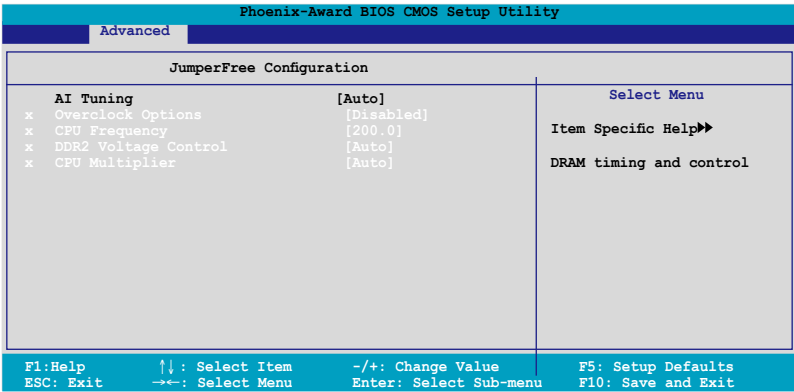 Phoenix-Award BIOS CMOS Setup Utility
Advanced
JumperFree Configuration
AI Tuning [Auto]
x Overclock Options [Disabled]
x CPU Frequency [200.0]
x DDR2 Voltage Control [Auto]
x CPU Multiplier [Auto]
Select Menu
Item Specific Help▶▶
DRAM timing and control
F1:Help ↑↓: Select Item -/+: Change Value F5: Setup Defaults
ESC: Exit →←: Select Menu Enter: Select Sub-menu F10: Save and Exit